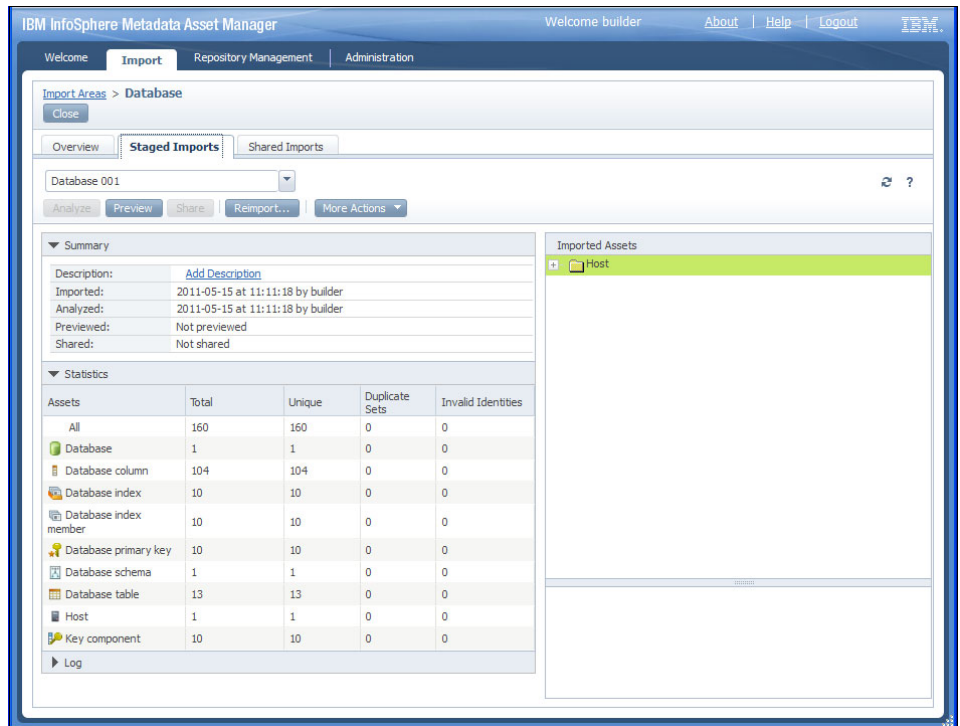 IBM InfoSphere Metadata Asset Manager
Welcome builder About Help Logout IBM.
Welcome Import Repository Management Administration
Import Areas > Database
Close
Overview Staged Imports Shared Imports
Database 001
?
Analyze Preview Share Reimport... More Actions
Summary
Description: Add Description
Imported: 2011-05-15 at 11:11:18 by builder
Analyzed: 2011-05-15 at 11:11:18 by builder
Previewed: Not previewed
Shared: Not shared
Statistics
Assets Total Unique Duplicate Sets Invalid Identities
All 160 160 0 0
Database 1 1 0 0
Database column 104 104 0 0
Database index 10 10 0 0
Database index member 10 10 0 0
Database primary key 10 10 0 0
Database schema 1 1 0 0
Database table 13 13 0 0
Host 1 1 0 0
Key component 10 10 0 0
Log
Imported Assets
Host